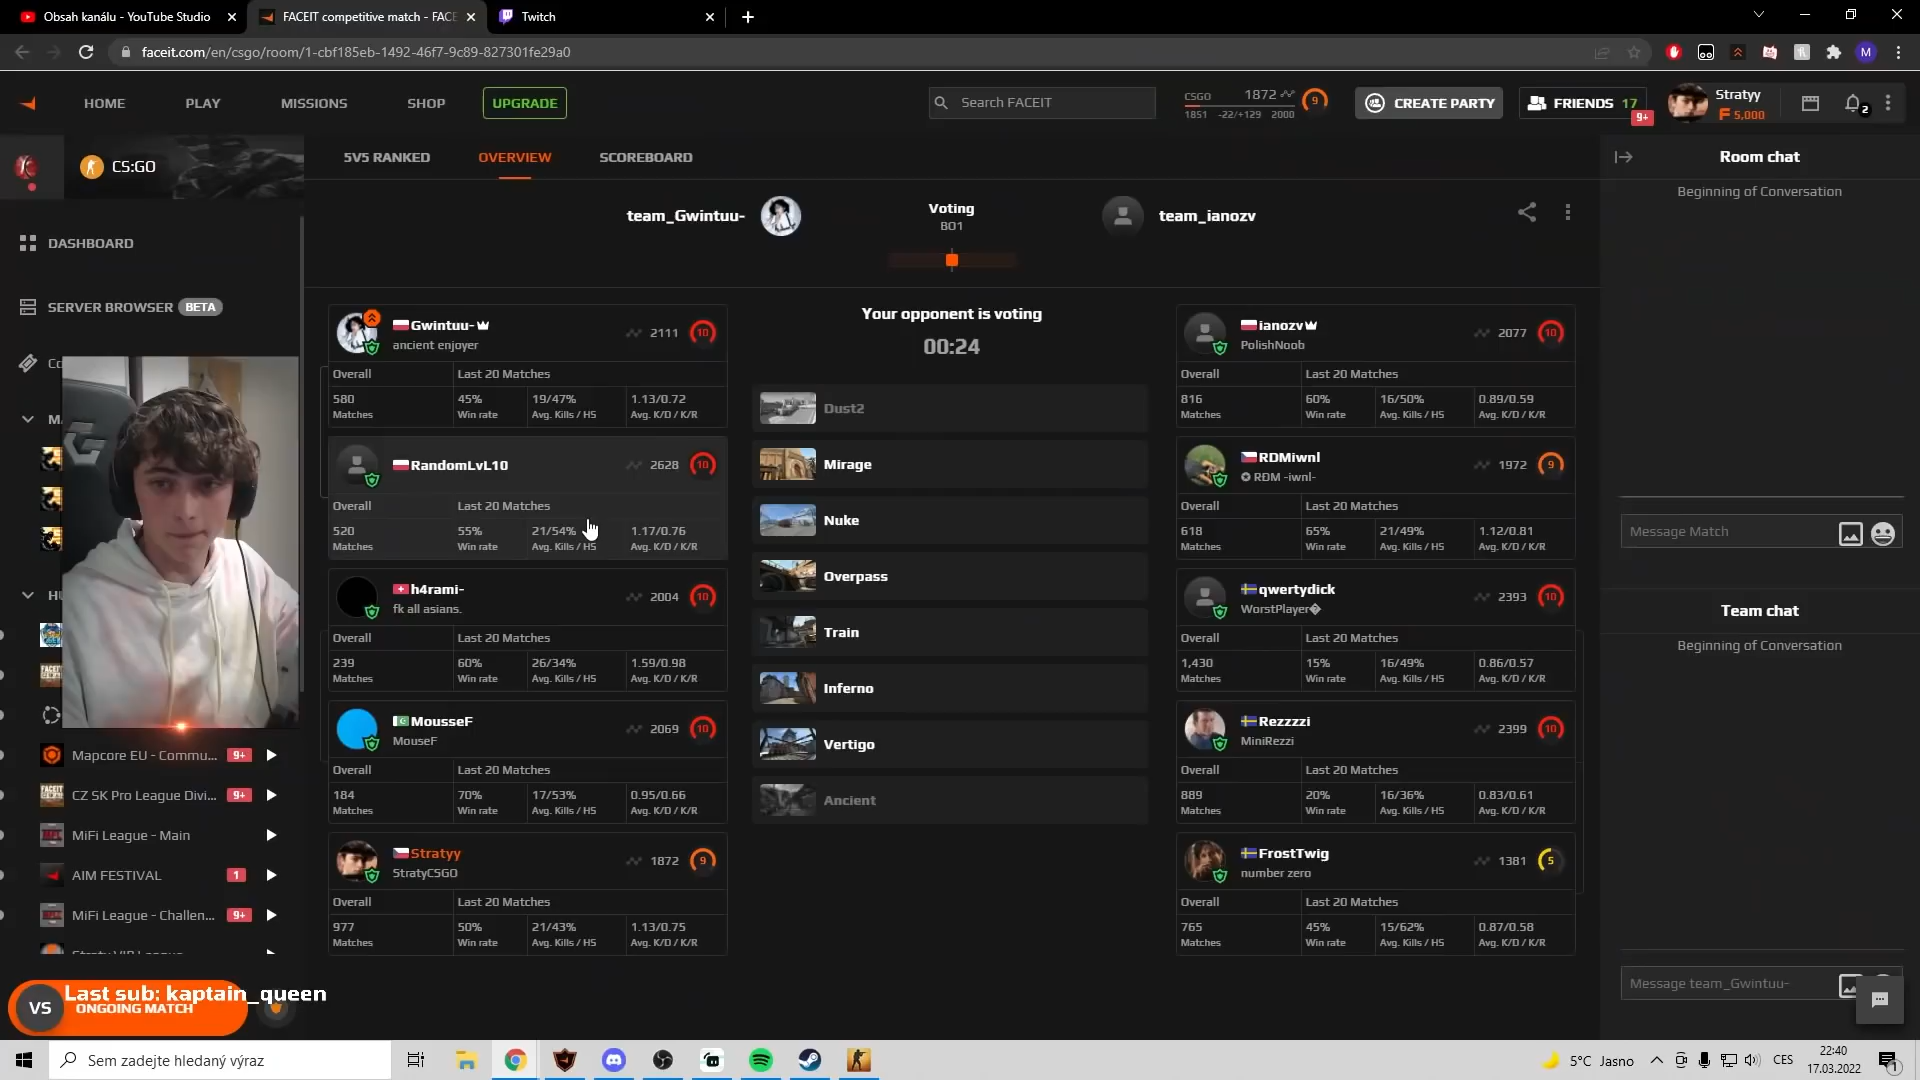 Obsah kanálu - YouTube Studio
FACEIT competitive match - FACE
Twitch
faceit.com/en/csgo/room/1-cbf185eb-1492-46f7-9c89-827301fe29a0
HOME
PLAY
MISSIONS
SHOP
UPGRADE
Search FACEIT
CSGO 1872
1851 -22/+129 2000
9
CREATE PARTY
FRIENDS 17
9+
Stratyy
5,000
2
CS:GO
5V5 RANKED
OVERVIEW
SCOREBOARD
Room chat
Beginning of Conversation
DASHBOARD
SERVER BROWSER BETA
team_Gwintuu-
Voting
BO1
team_ianozv
Gwintuu-
ancient enjoyer
2111 10
Overall Last 20 Matches
580 45% 19/47% 1.13/0.72
Matches Win rate Avg. Kills / HS Avg. K/D / K/R
RandomLvL10
2628 10
Overall Last 20 Matches
520 55% 21/54% 1.17/0.76
Matches Win rate Avg. Kills / HS Avg. K/D / K/R
h4rami-
fk all asians.
2004 10
Overall Last 20 Matches
239 60% 26/34% 1.59/0.98
Matches Win rate Avg. Kills / HS Avg. K/D / K/R
MousseF
MouseF
2069 10
Overall Last 20 Matches
184 70% 17/53% 0.95/0.66
Matches Win rate Avg. Kills / HS Avg. K/D / K/R
Stratyy
StratyCSGO
1872 9
Overall Last 20 Matches
977 50% 21/43% 1.13/0.75
Matches Win rate Avg. Kills / HS Avg. K/D / K/R
Your opponent is voting
00:24
Dust2
Mirage
Nuke
Overpass
Train
Inferno
Vertigo
Ancient
ianozv
PolishNoob
2077 10
Overall Last 20 Matches
816 60% 16/50% 0.89/0.59
Matches Win rate Avg. Kills / HS Avg. K/D / K/R
RDMiwnl
RDM -iwnl-
1972 9
Overall Last 20 Matches
618 65% 21/49% 1.12/0.81
Matches Win rate Avg. Kills / HS Avg. K/D / K/R
qwertydick
WorstPlayer�
2393 10
Overall Last 20 Matches
1,430 15% 16/49% 0.86/0.57
Matches Win rate Avg. Kills / HS Avg. K/D / K/R
Rezzzzi
MiniRezzi
2399 10
Overall Last 20 Matches
889 20% 16/36% 0.83/0.61
Matches Win rate Avg. Kills / HS Avg. K/D / K/R
FrostTwig
number zero
1381 5
Overall Last 20 Matches
765 45% 15/62% 0.87/0.58
Matches Win rate Avg. Kills / HS Avg. K/D / K/R
Message Match
Team chat
Beginning of Conversation
Message team_Gwintuu-
Mapcore EU - Commu... 9+
CZ SK Pro League Divi... 9+
MiFi League - Main
AIM FESTIVAL 1
MiFi League - Challen... 9+
Last sub: kaptain_queen
VS ONGOING MATCH
Sem zadejte hledaný výraz
5°C Jasno
CES
22:40
17.03.2022
1